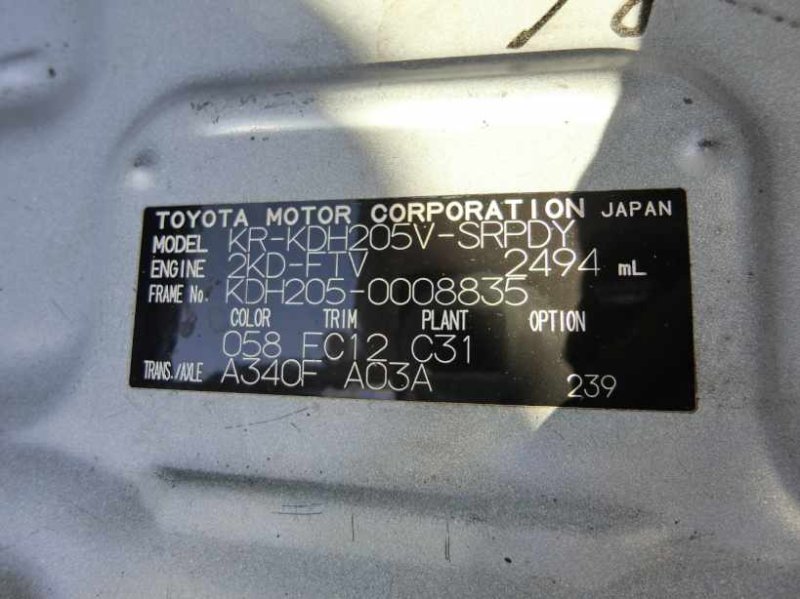 TOYOTA MOTOR CORPORATION JAPAN
MODEL KR-KDH205V-SRPDY
ENGINE 2KD-FTV 2494 mL
FRAME No. KDH205-0008835
COLOR TRIM PLANT OPTION
058 FC12 C31
TRANS./AXLE A340F A03A 239